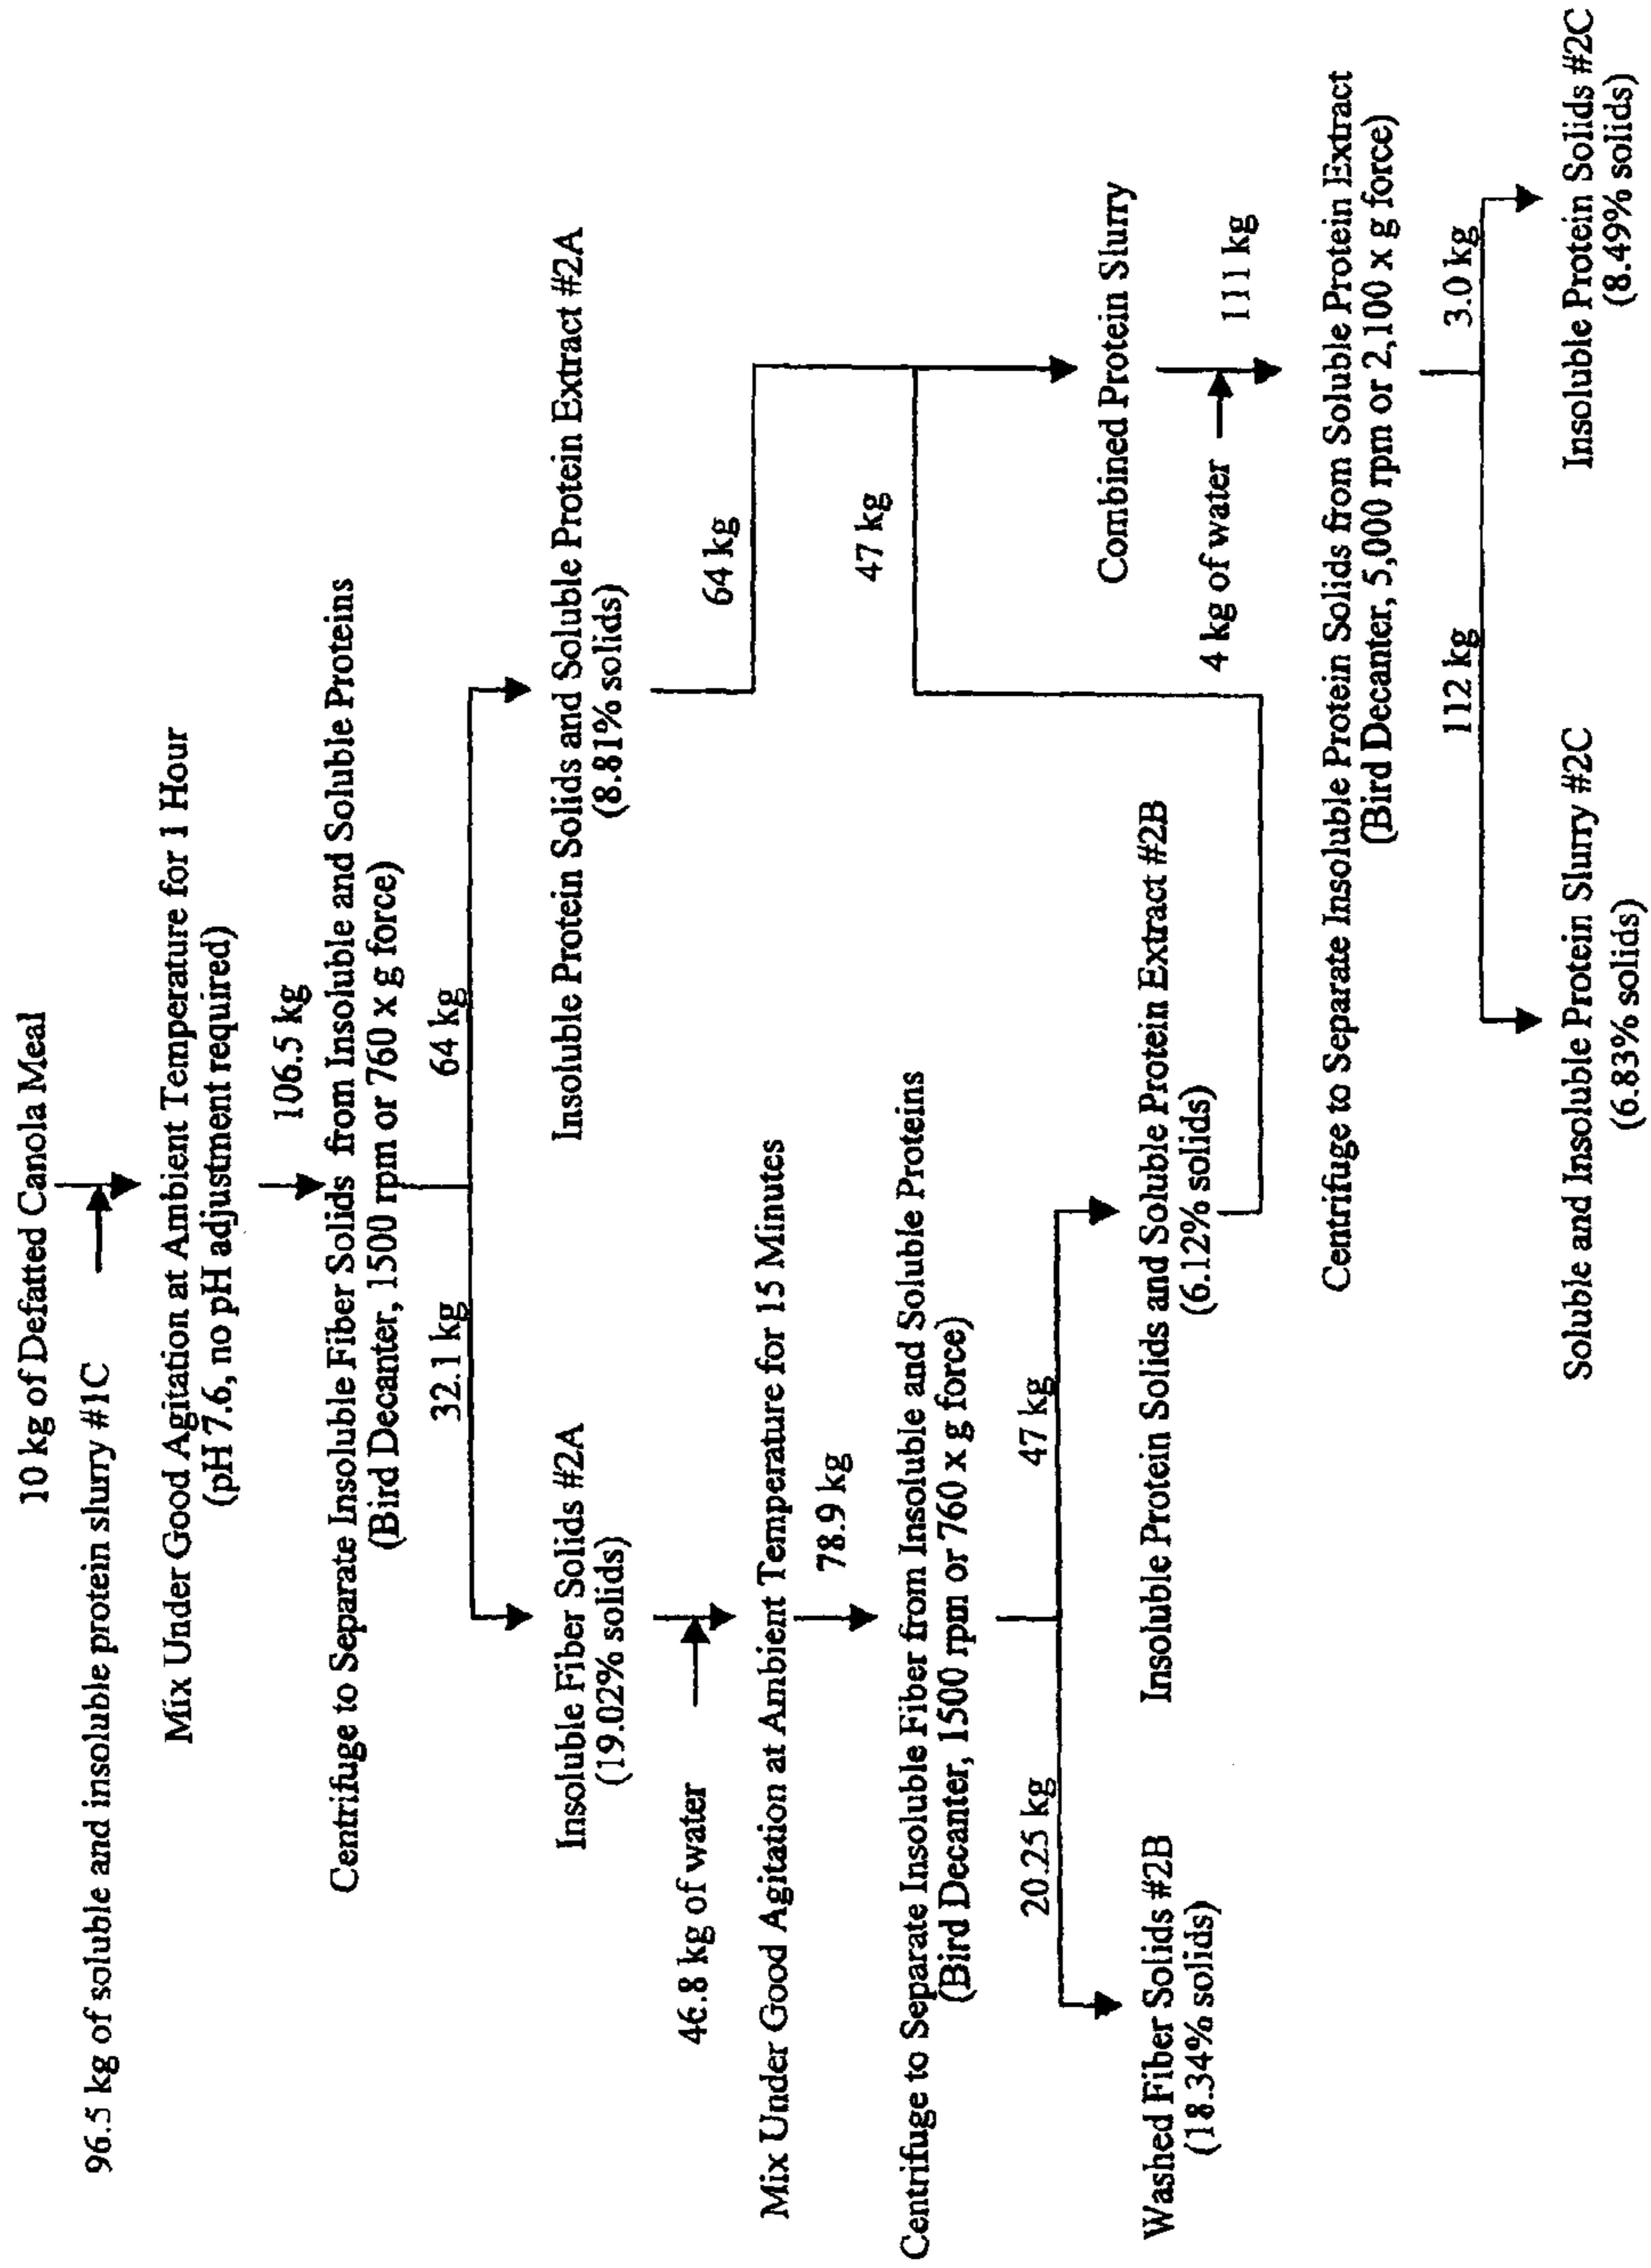 10 kg of Defatted Canola Meal
96.5 kg of soluble and insoluble protein slurry #1C
Mix Under Good Agitation at Ambient Temperature for 1 Hour
(pH 7.6, no pH adjustment required)
106.5 kg
Centrifuge to Separate Insoluble Fiber Solids from Insoluble and Soluble Proteins
(Bird Decanter, 1500 rpm or 760 x g force)
32.1 kg
64 kg
Insoluble Fiber Solids #2A
(19.02% solids)
Insoluble Protein Solids and Soluble Protein Extract #2A
(8.81% solids)
46.8 kg of water
64 kg
Mix Under Good Agitation at Ambient Temperature for 15 Minutes
78.9 kg
47 kg
Centrifuge to Separate Insoluble Fiber from Insoluble and Soluble Proteins
(Bird Decanter, 1500 rpm or 760 x g force)
20.25 kg
47 kg
Combined Protein Slurry
Washed Fiber Solids #2B
(18.34% solids)
Insoluble Protein Solids and Soluble Protein Extract #2B
(6.12% solids)
4 kg of water
111 kg
Centrifuge to Separate Insoluble Protein Solids from Soluble Protein Extract
(Bird Decanter, 5,000 rpm or 2,100 x g force)
112 kg
3.0 kg
Soluble and Insoluble Protein Slurry #2C
(6.83% solids)
Insoluble Protein Solids #2C
(8.49% solids)